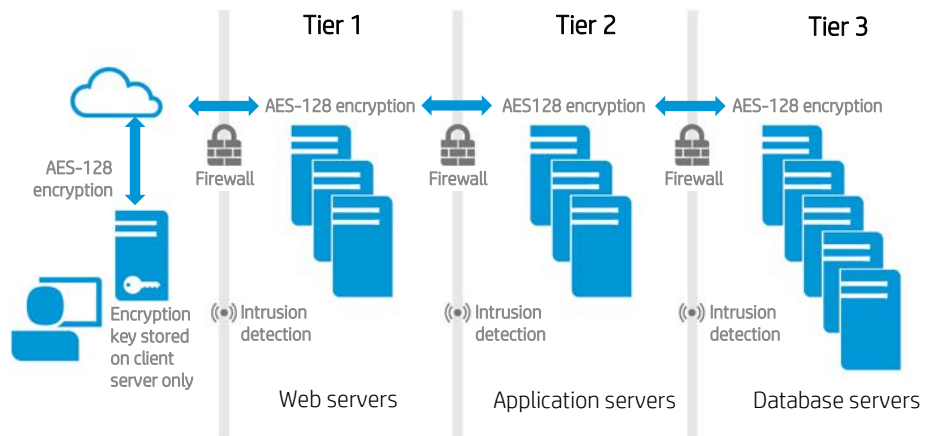 Tier 1
Tier 2
Tier 3
AES-128 encryption
AES128 encryption
AES-128 encryption
AES-128
encryption
Firewall
Firewall
Firewall
Encryption
key stored
on client
server only
Intrusion
detection
Intrusion
detection
Intrusion
detection
Web servers
Application servers
Database servers